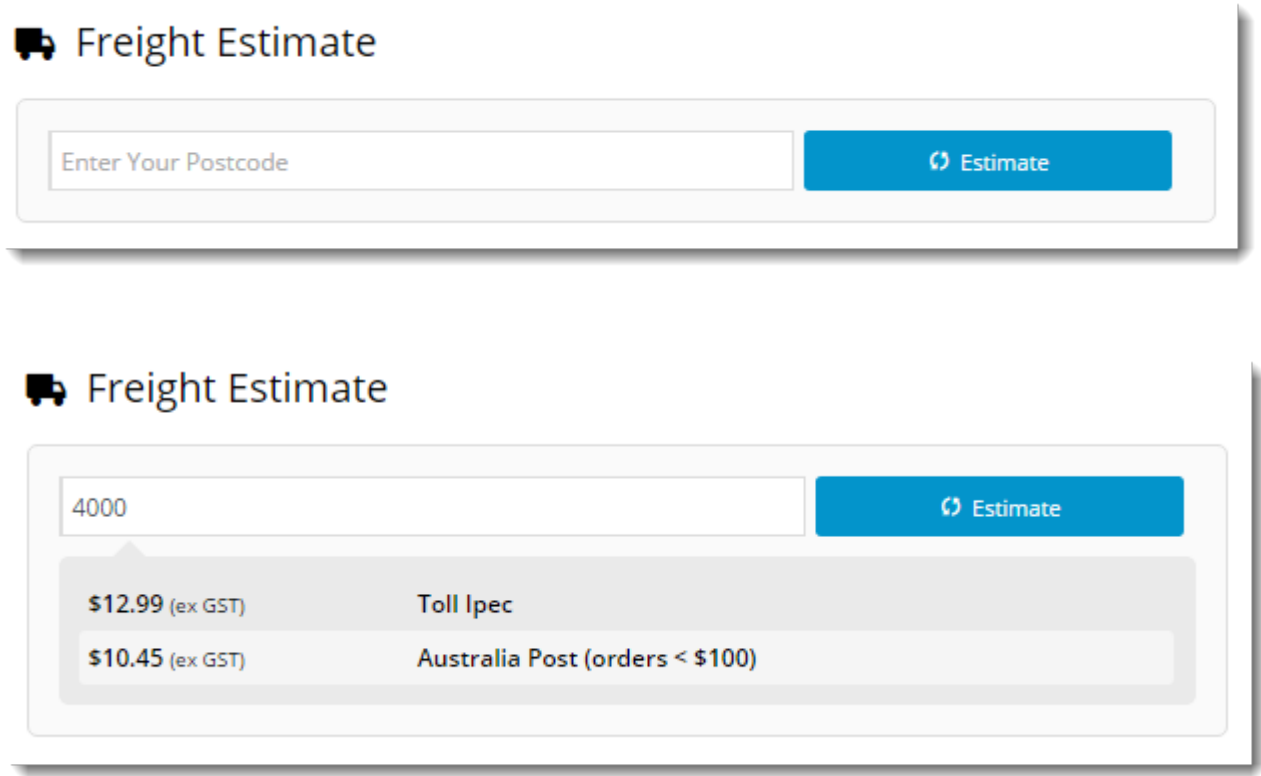 Freight Estimate
Enter Your Postcode Estimate
Freight Estimate
4000 Estimate
$12.99 (ex GST) Toll Ipec
$10.45 (ex GST) Australia Post (orders < $100)